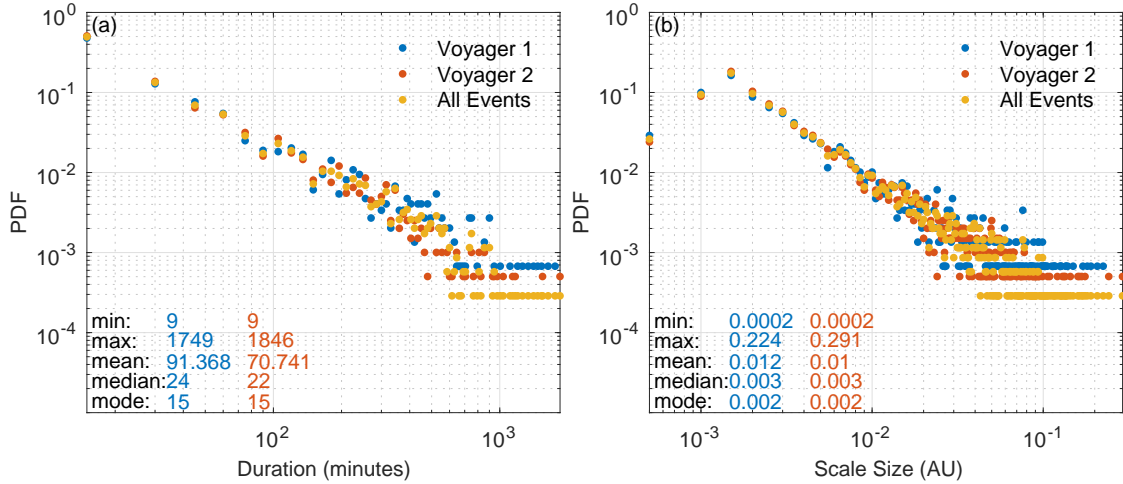 (a)
Voyager 1
Voyager 2
All Events
PDF
10^0
10^-1
10^-2
10^-3
10^-4
min: 9 9
max: 1749 1846
mean: 91.368 70.741
median: 24 22
mode: 15 15
10^2
10^3
Duration (minutes)
(b)
Voyager 1
Voyager 2
All Events
PDF
10^0
10^-1
10^-2
10^-3
10^-4
min: 0.0002 0.0002
max: 0.224 0.291
mean: 0.012 0.01
median: 0.003 0.003
mode: 0.002 0.002
10^-3
10^-2
10^-1
Scale Size (AU)